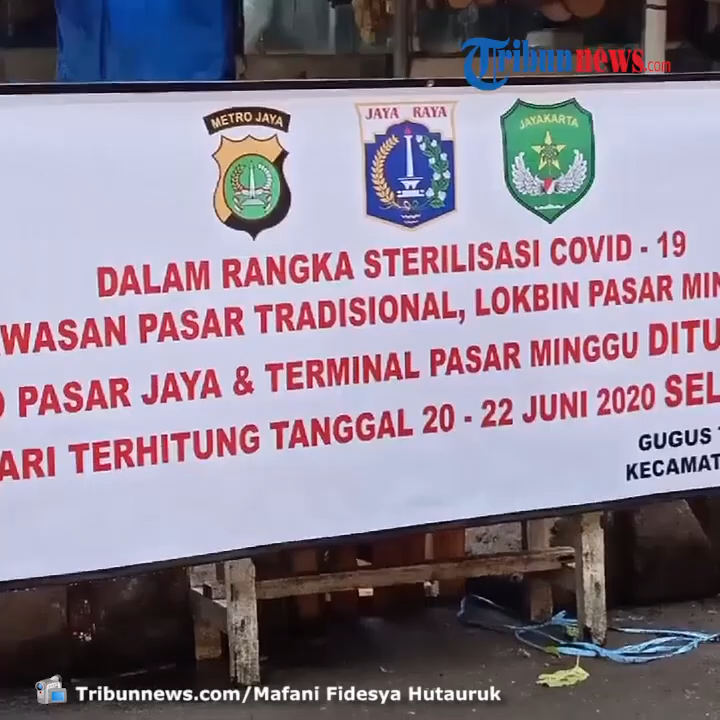 Tribunnews.com
METRO JAYA
JAYA RAYA
JAYAKARTA
DALAM RANGKA STERILISASI COVID - 19
WASAN PASAR TRADISIONAL, LOKBIN PASAR MIN
PASAR JAYA & TERMINAL PASAR MINGGU DITU
ARI TERHITUNG TANGGAL 20 - 22 JUNI 2020 SEL
GUGUS
KECAMAT
Tribunnews.com/Mafani Fidesya Hutauruk